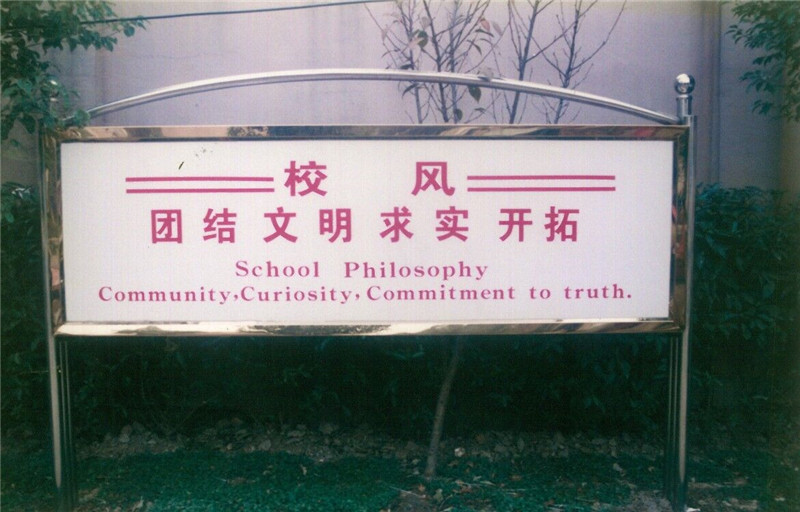 校 风
团结 文明 求实 开拓
School Philosophy
Community,Curiosity,Commitment to truth.